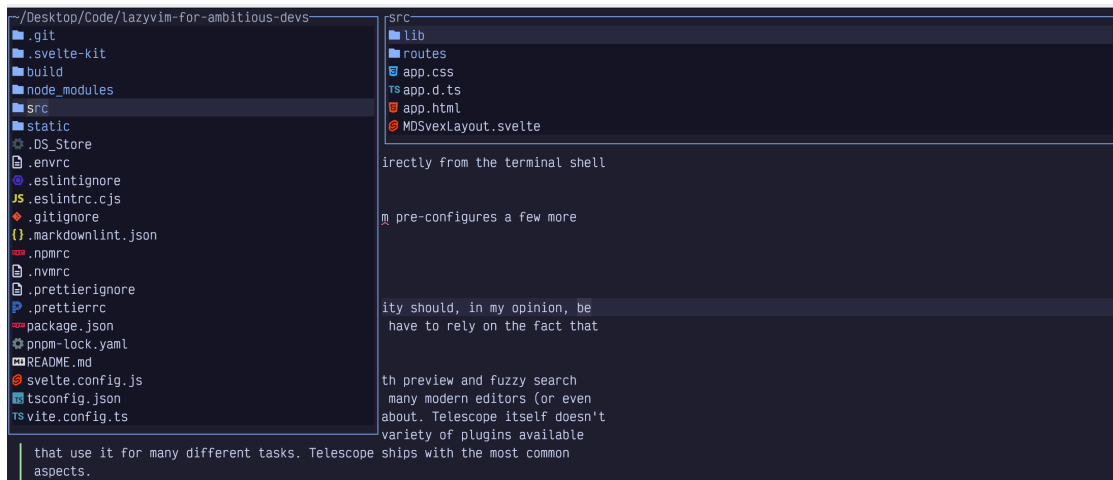 ~/Desktop/Code/lazyvim-for-ambitious-devs
.git
.svelte-kit
build
node_modules
src
static
.DS_Store
.envrc
.eslintignore
JS .eslintrc.cjs
.gitignore
{} .markdownlint.json
.npmrc
.nvmrc
.prettierignore
.prettierrc
package.json
pnpm-lock.yaml
README.md
svelte.config.js
TS tsconfig.json
TS vite.config.ts
src
lib
routes
app.css
TS app.d.ts
app.html
MDSvexLayout.svelte
irectly from the terminal shell
m pre-configures a few more
ity should, in my opinion, be
have to rely on the fact that
th preview and fuzzy search
many modern editors (or even
about. Telescope itself doesn't
variety of plugins available
that use it for many different tasks. Telescope ships with the most common
aspects.